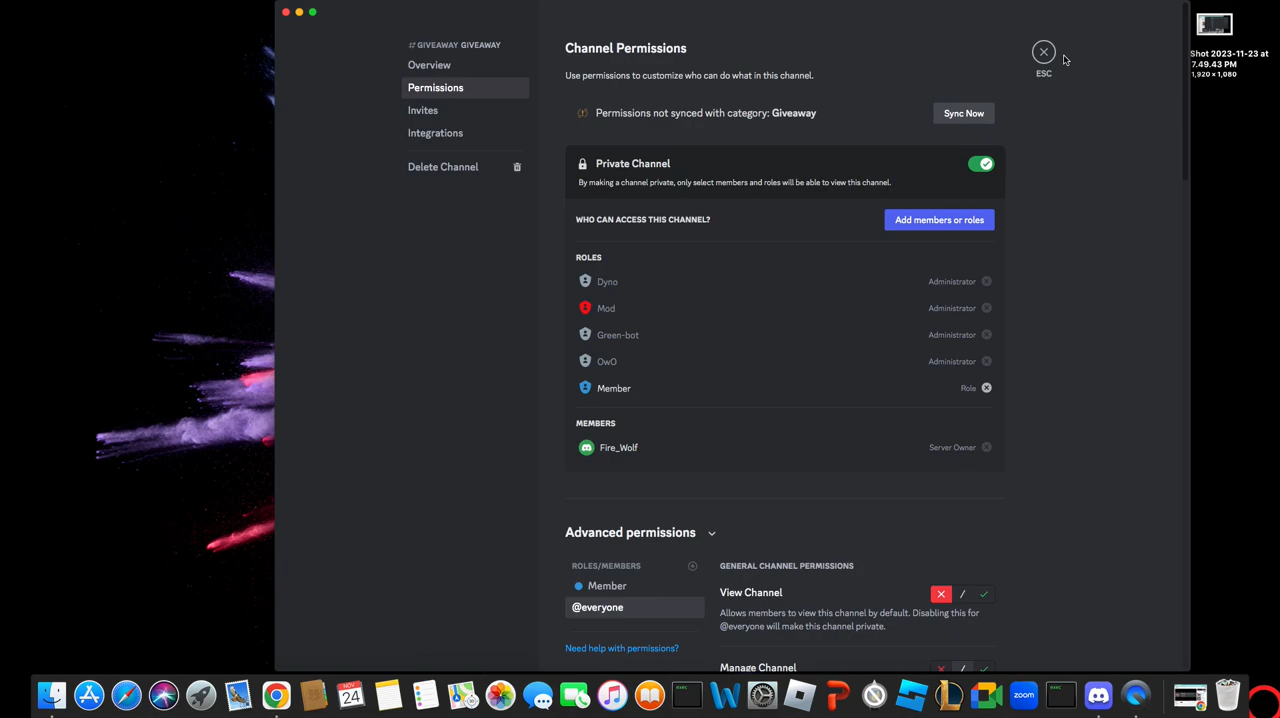 # GIVEAWAY GIVEAWAY
Overview
Permissions
Invites
Integrations
Delete Channel
Channel Permissions
Use permissions to customize who can do what in this channel.
ESC
Permissions not synced with category: Giveaway
Sync Now
Private Channel
By making a channel private, only select members and roles will be able to view this channel.
WHO CAN ACCESS THIS CHANNEL?
Add members or roles
ROLES
Dyno Administrator
Mod Administrator
Green-bot Administrator
OwO Administrator
Member Role
MEMBERS
Fire_Wolf Server Owner
Advanced permissions
ROLES/MEMBERS
Member
@everyone
Need help with permissions?
GENERAL CHANNEL PERMISSIONS
View Channel
Allows members to view this channel by default. Disabling this for
@everyone will make this channel private.
Manage Channel
Shot 2023-11-23 at
7.49.43 PM
1,920 × 1,080
NOV
24
zoom